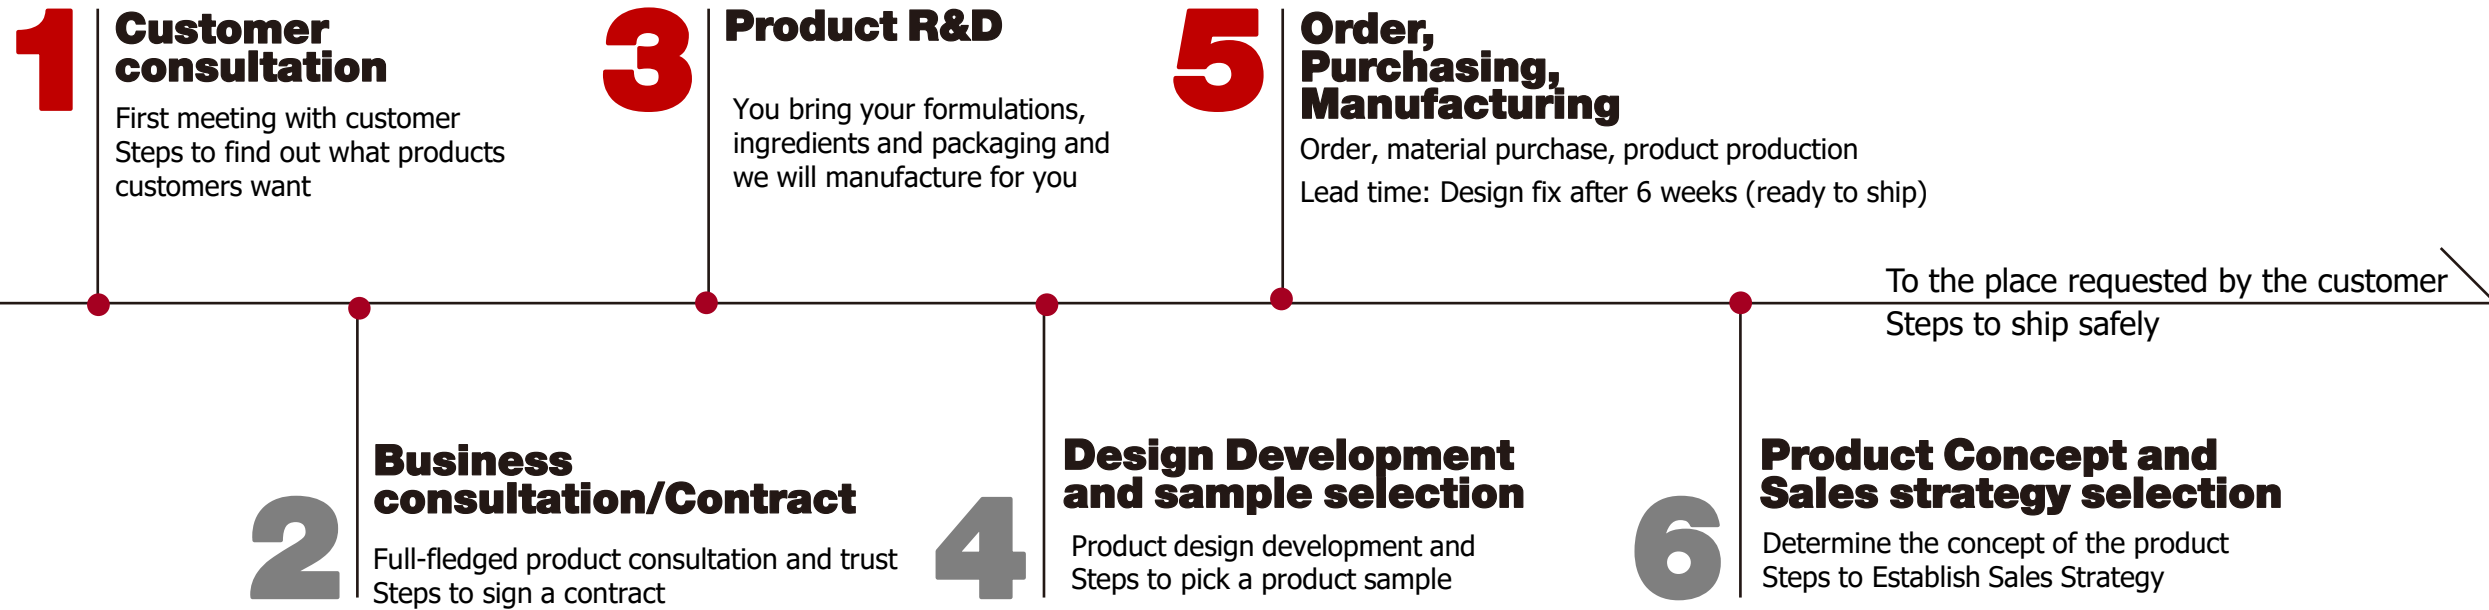 1
Customer
consultation
First meeting with customer
Steps to find out what products
customers want
2
Business
consultation/Contract
Full-fledged product consultation and trust
Steps to sign a contract
3
Product R&D
You bring your formulations,
ingredients and packaging and
we will manufacture for you
4
Design Development
and sample selection
Product design development and
Steps to pick a product sample
5
Order,
Purchasing,
Manufacturing
Order, material purchase, product production
Lead time: Design fix after 6 weeks (ready to ship)
6
Product Concept and
Sales strategy selection
Determine the concept of the product
Steps to Establish Sales Strategy
To the place requested by the customer
Steps to ship safely